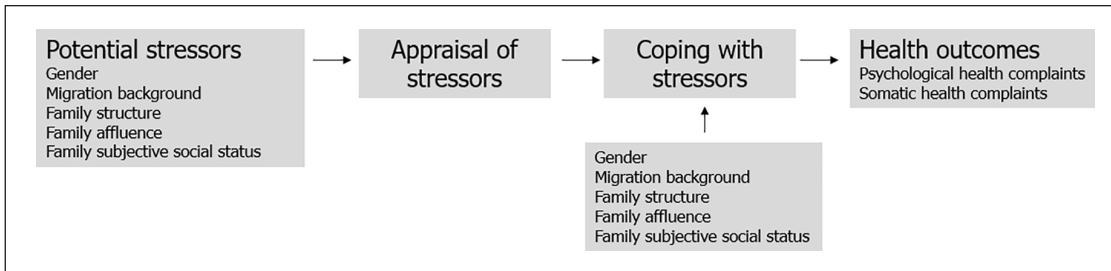 Potential stressors
Gender
Migration background
Family structure
Family affluence
Family subjective social status
Appraisal of
stressors
Coping with
stressors
Health outcomes
Psychological health complaints
Somatic health complaints
Gender
Migration background
Family structure
Family affluence
Family subjective social status